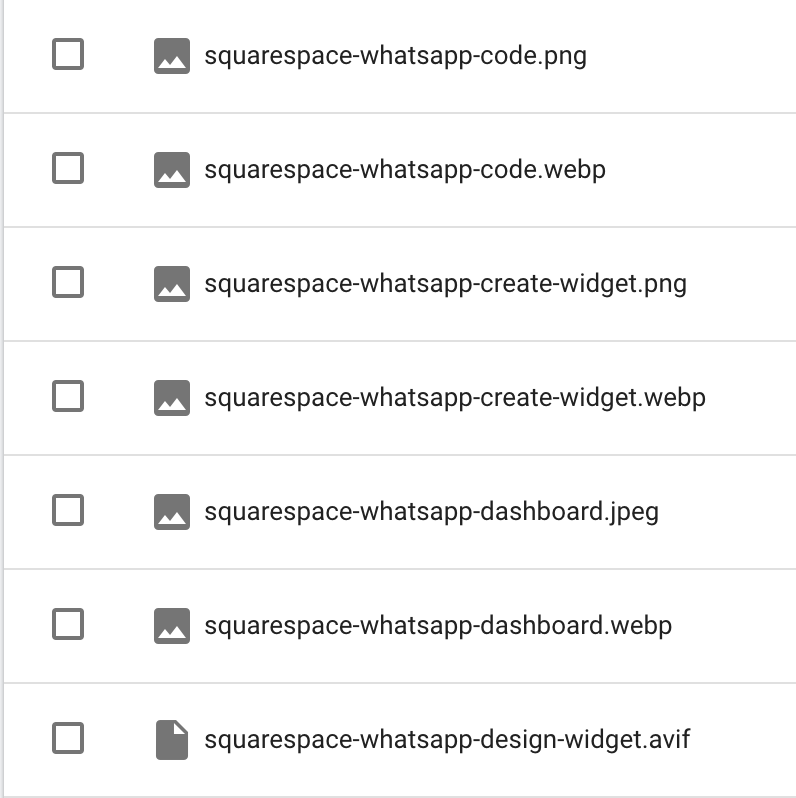 squarespace-whatsapp-code.png
squarespace-whatsapp-code.webp
squarespace-whatsapp-create-widget.png
squarespace-whatsapp-create-widget.webp
squarespace-whatsapp-dashboard.jpeg
squarespace-whatsapp-dashboard.webp
squarespace-whatsapp-design-widget.avif